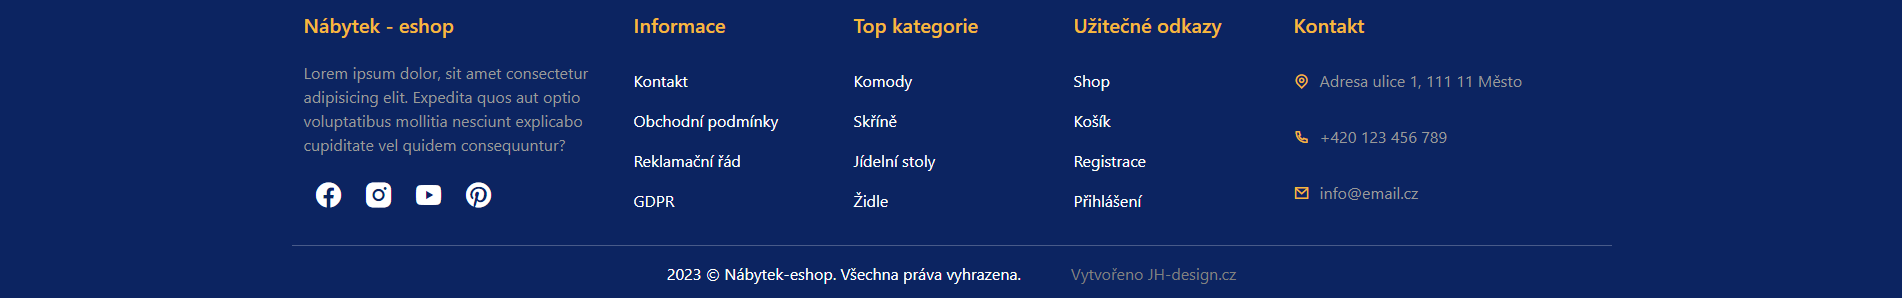 Nábytek - eshop
Lorem ipsum dolor, sit amet consectetur
adipisicing elit. Expedita quos aut optio
voluptatibus mollitia nesciunt explicabo
cupiditate vel quidem consequuntur?
Informace
Kontakt
Obchodní podmínky
Reklamační řád
GDPR
Top kategorie
Komody
Skříně
Jídelní stoly
Židle
Užitečné odkazy
Shop
Košík
Registrace
Přihlášení
Kontakt
Adresa ulice 1, 111 11 Město
+420 123 456 789
info@email.cz
2023 © Nábytek-eshop. Všechna práva vyhrazena.
Vytvořeno JH-design.cz